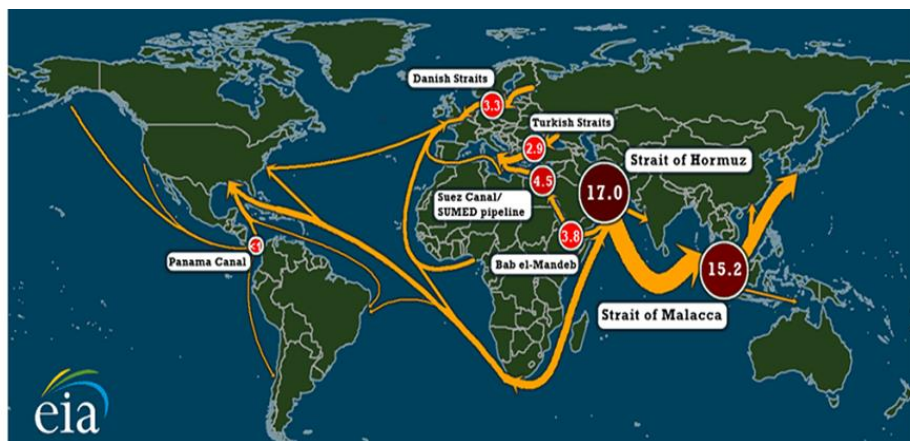 Danish Straits
3.3
Turkish Straits
2.9
Strait of Hormuz
17.0
4.5
Suez Canal/
SUMED pipeline
3.8
Bab el-Mandeb
Panama Canal
15.2
Strait of Malacca
eia